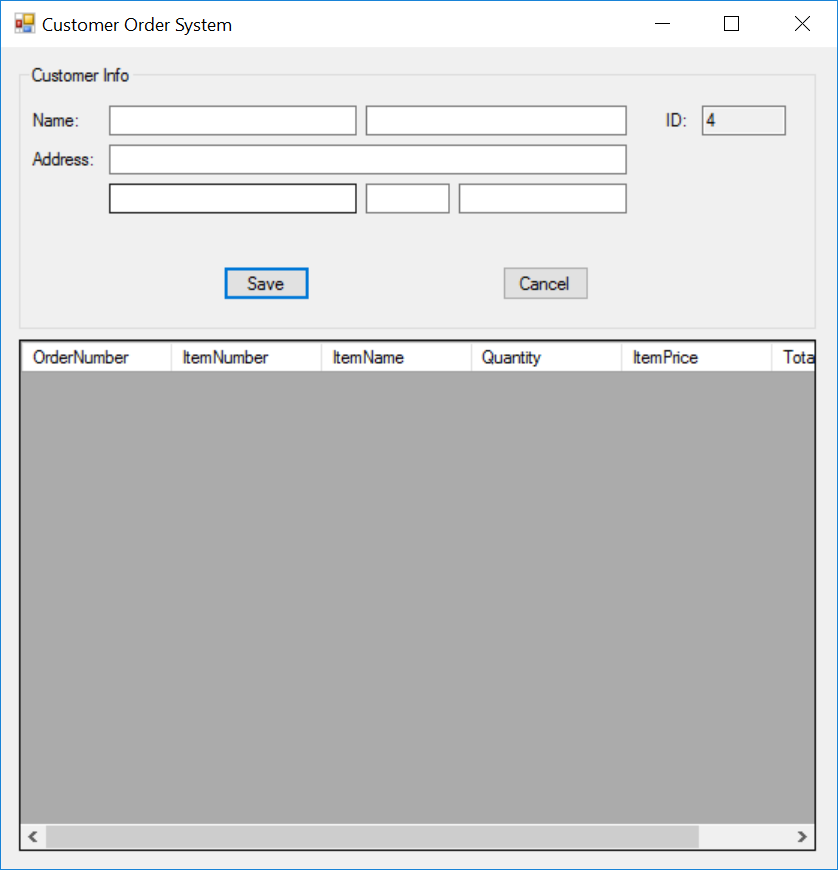 Customer Order System
Customer Info
Name: ID: 4
Address:
Save Cancel
OrderNumber ItemNumber ItemName Quantity ItemPrice Tota